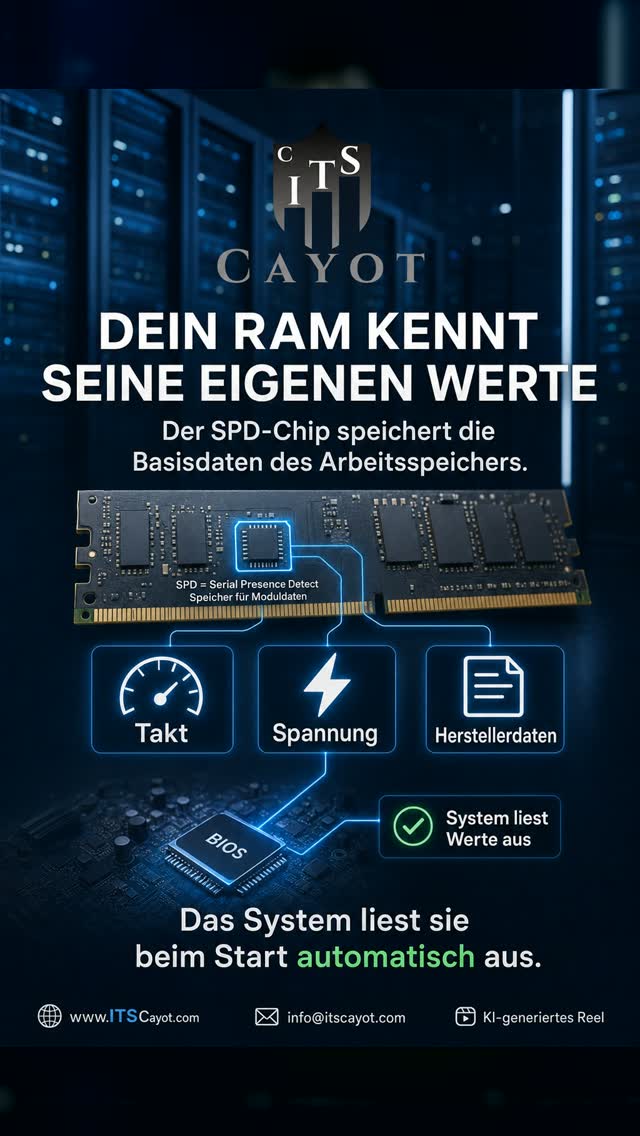 C ITS
CAYOT
DEIN RAM KENNT
SEINE EIGENEN WERTE
Der SPD-Chip speichert die
Basisdaten des Arbeitsspeichers.
SPD = Serial Presence Detect
Speicher für Moduldaten
Takt
Spannung
Herstellerdaten
BIOS
System liest
Werte aus
Das System liest sie
beim Start automatisch aus.
www.ITSCayot.com
info@itscayot.com
KI-generiertes Reel